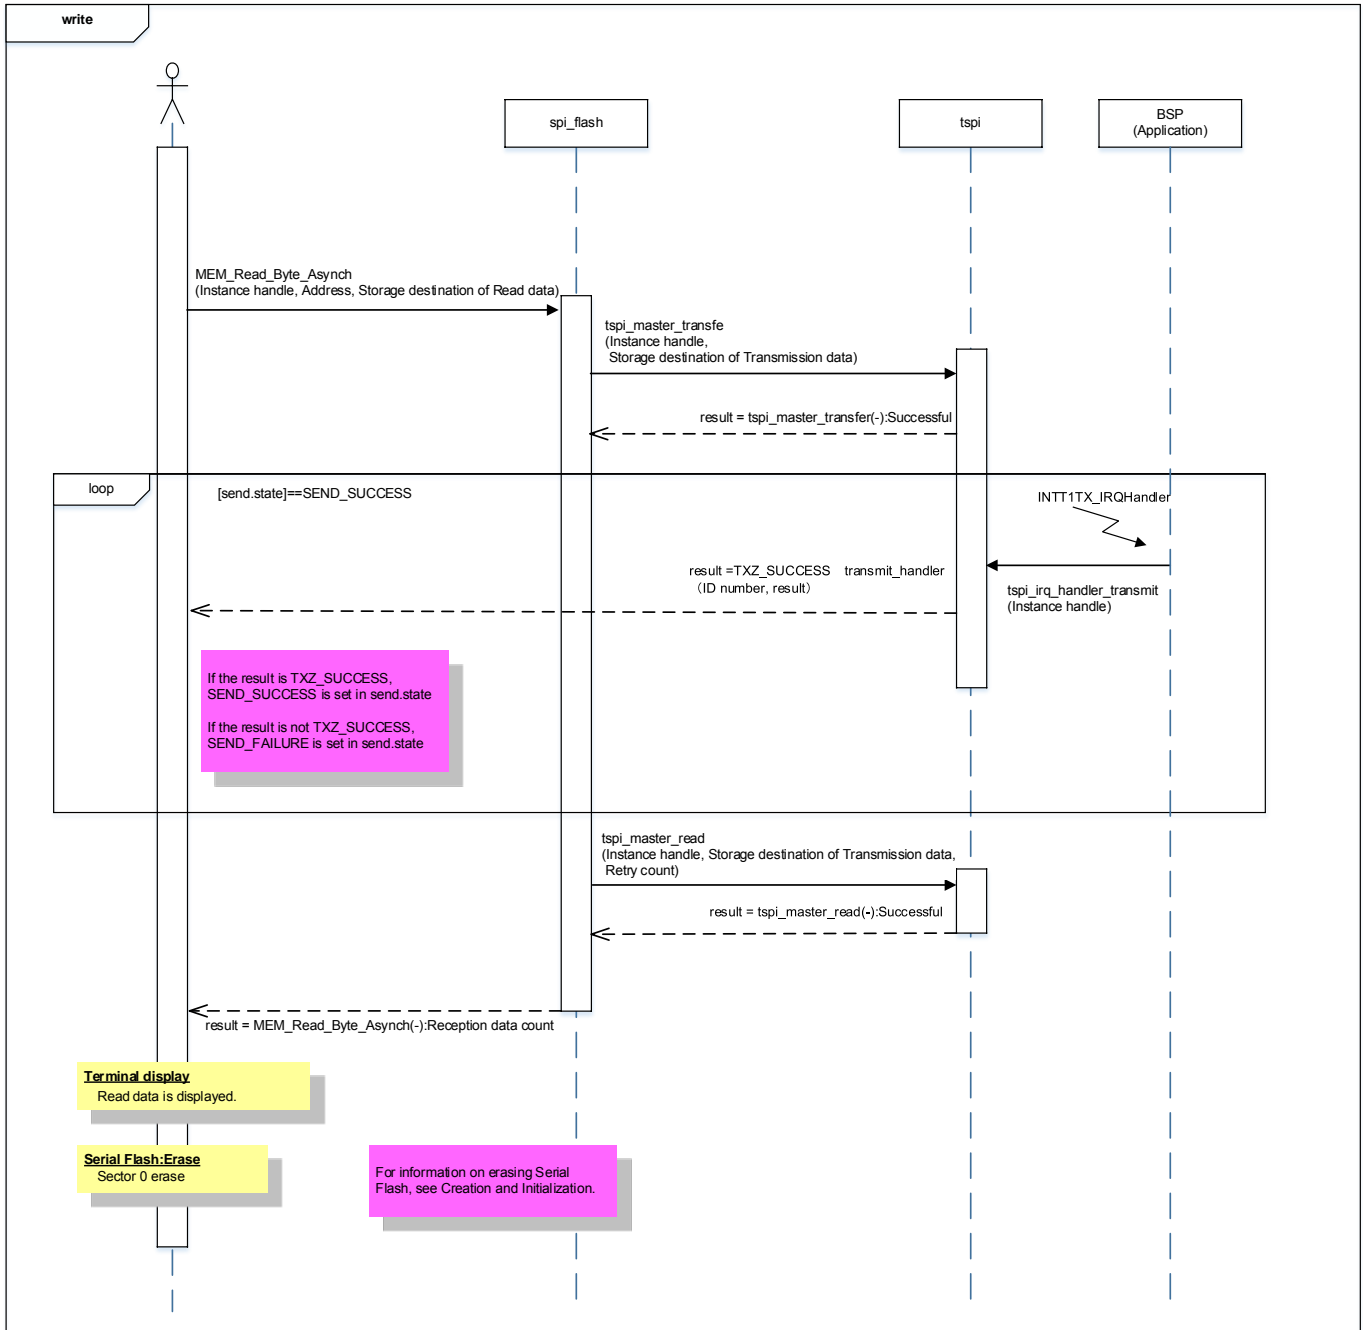 write
spi_flash
tspi
BSP
(Application)
MEM_Read_Byte_Asynch
(Instance handle, Address, Storage destination of Read data)
tspi_master_transfe
(Instance handle,
Storage destination of Transmission data)
result = tspi_master_transfer(-):Successful
loop
[send.state]==SEND_SUCCESS
INTT1TX_IRQHandler
result =TXZ_SUCCESS transmit_handler
(ID number, result)
tspi_irq_handler_transmit
(Instance handle)
If the result is TXZ_SUCCESS,
SEND_SUCCESS is set in send.state
If the result is not TXZ_SUCCESS,
SEND_FAILURE is set in send.state
tspi_master_read
(Instance handle, Storage destination of Transmission data,
Retry count)
result = tspi_master_read(-):Successful
result = MEM_Read_Byte_Asynch(-):Reception data count
Terminal display
Read data is displayed.
Serial Flash:Erase
Sector 0 erase
For information on erasing Serial
Flash, see Creation and Initialization.